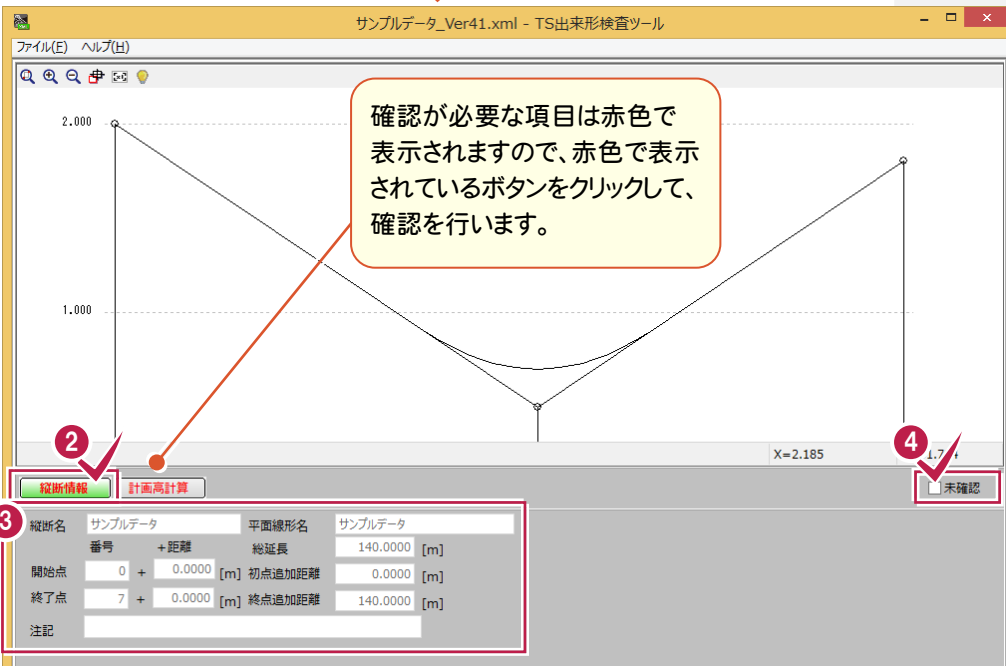 サンプルデータ_Ver41.xml - TS出来形検査ツール
ファイル(F) ヘルプ(H)
確認が必要な項目は赤色で
表示されますので、赤色で表示
されているボタンをクリックして、
確認を行います。
2.000
1.000
X=2.185
2
4
縦断情報 計画高計算
未確認
3
縦断名 サンプルデータ 平面線形名 サンプルデータ
番号 +距離 総延長 140.0000 [m]
開始点 0 + 0.0000 [m] 初点追加距離 0.0000 [m]
終了点 7 + 0.0000 [m] 終点追加距離 140.0000 [m]
注記